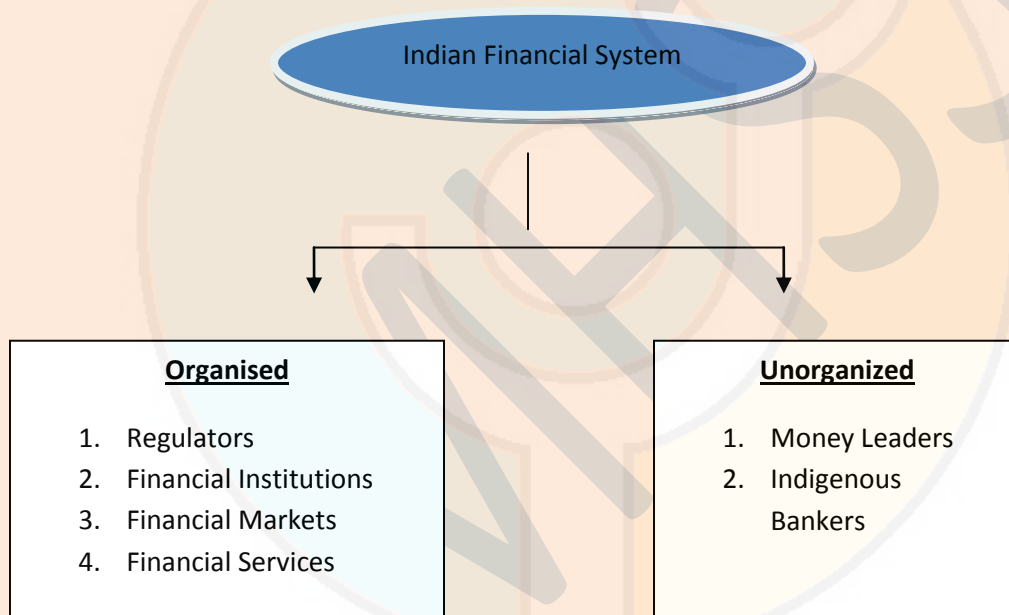 Indian Financial System
Organised
1. Regulators
2. Financial Institutions
3. Financial Markets
4. Financial Services
Unorganized
1. Money Leaders
2. Indigenous
Bankers